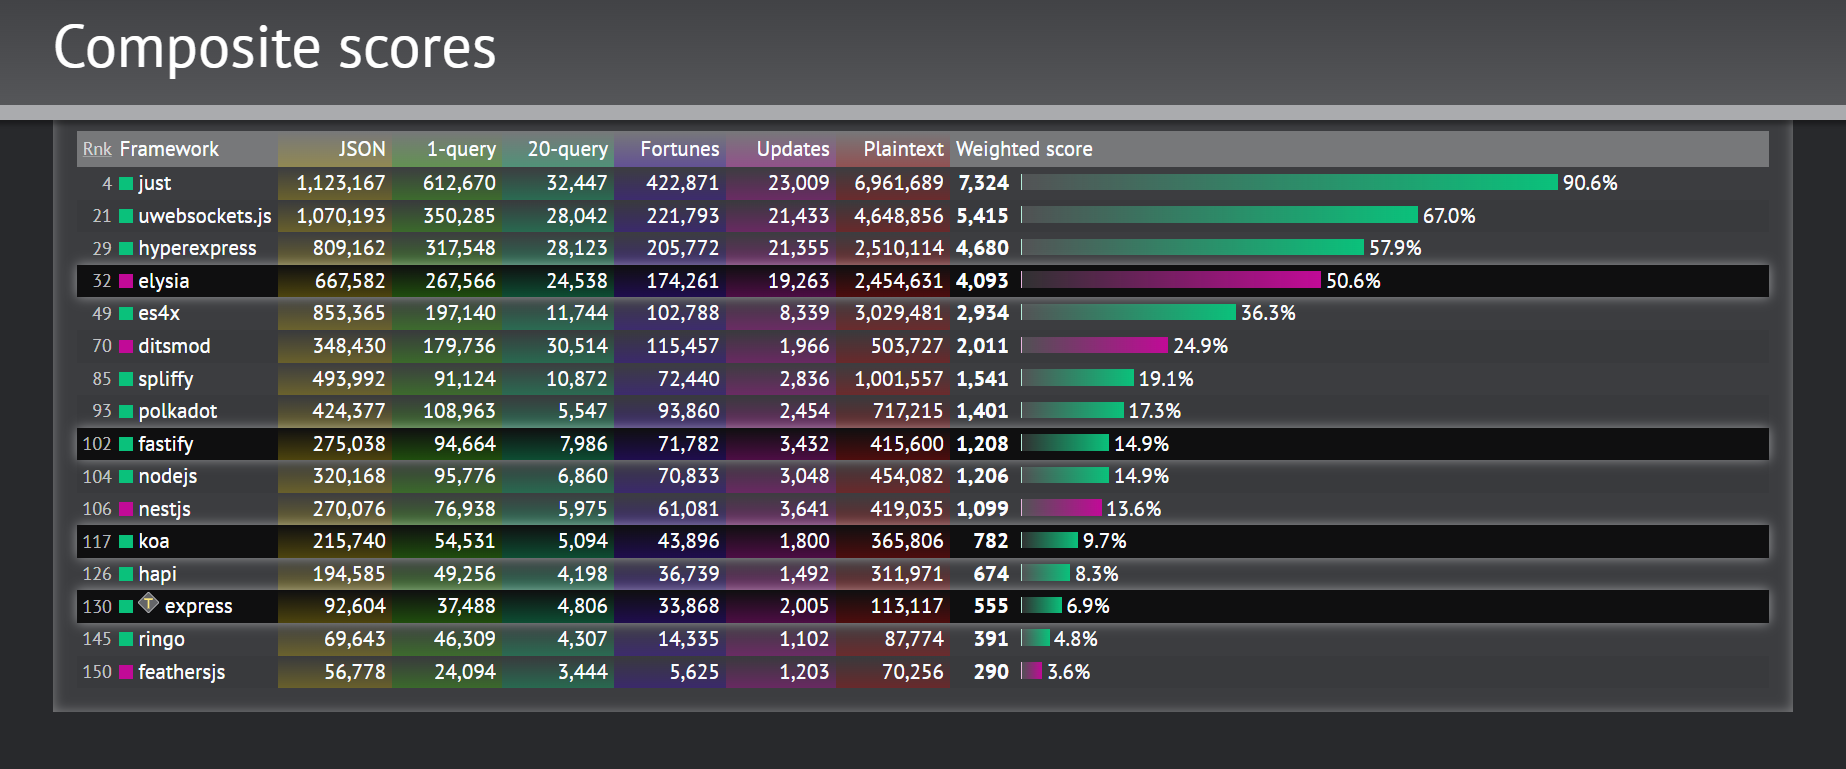 Composite scores
Rnk Framework JSON 1-query 20-query Fortunes Updates Plaintext Weighted score
4 just 1,123,167 612,670 32,447 422,871 23,009 6,961,689 7,324 90.6%
21 uwebsockets.js 1,070,193 350,285 28,042 221,793 21,433 4,648,856 5,415 67.0%
29 hyperexpress 809,162 317,548 28,123 205,772 21,355 2,510,114 4,680 57.9%
32 elysia 667,582 267,566 24,538 174,261 19,263 2,454,631 4,093 50.6%
49 es4x 853,365 197,140 11,744 102,788 8,339 3,029,481 2,934 36.3%
70 ditsmod 348,430 179,736 30,514 115,457 1,966 503,727 2,011 24.9%
85 spliffy 493,992 91,124 10,872 72,440 2,836 1,001,557 1,541 19.1%
93 polkadot 424,377 108,963 5,547 93,860 2,454 717,215 1,401 17.3%
102 fastify 275,038 94,664 7,986 71,782 3,432 415,600 1,208 14.9%
104 nodejs 320,168 95,776 6,860 70,833 3,048 454,082 1,206 14.9%
106 nestjs 270,076 76,938 5,975 61,081 3,641 419,035 1,099 13.6%
117 koa 215,740 54,531 5,094 43,896 1,800 365,806 782 9.7%
126 hapi 194,585 49,256 4,198 36,739 1,492 311,971 674 8.3%
130 T express 92,604 37,488 4,806 33,868 2,005 113,117 555 6.9%
145 ringo 69,643 46,309 4,307 14,335 1,102 87,774 391 4.8%
150 feathersjs 56,778 24,094 3,444 5,625 1,203 70,256 290 3.6%